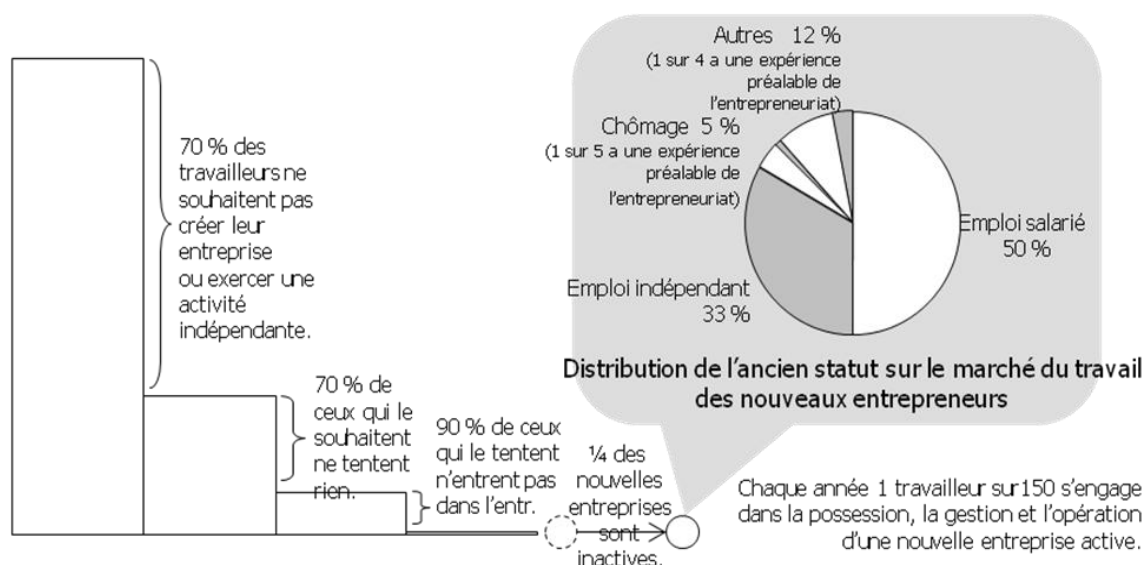 70 % des
travailleurs ne
souhaitent pas
créer leur
entreprise
ou exercer une
activité
indépendante.
70 % de
ceux qui le
souhaitent
ne tentent
rien.
90 % de ceux
qui le tentent
n'entrent pas
dans l'entr.
¼ des
nouvelles
entreprises
sont
inactives.
Autres 12 %
(1 sur 4 a une expérience
préalable de
l'entrepreneuriat)
Chômage 5 %
(1 sur 5 a une expérience
préalable de
l'entrepreneuriat)
Emploi salarié
50 %
Emploi indépendant
33 %
Distribution de l'ancien statut sur le marché du travail
des nouveaux entrepreneurs
Chaque année 1 travailleur sur 150 s'engage
dans la possession, la gestion et l'opération
d'une nouvelle entreprise active.